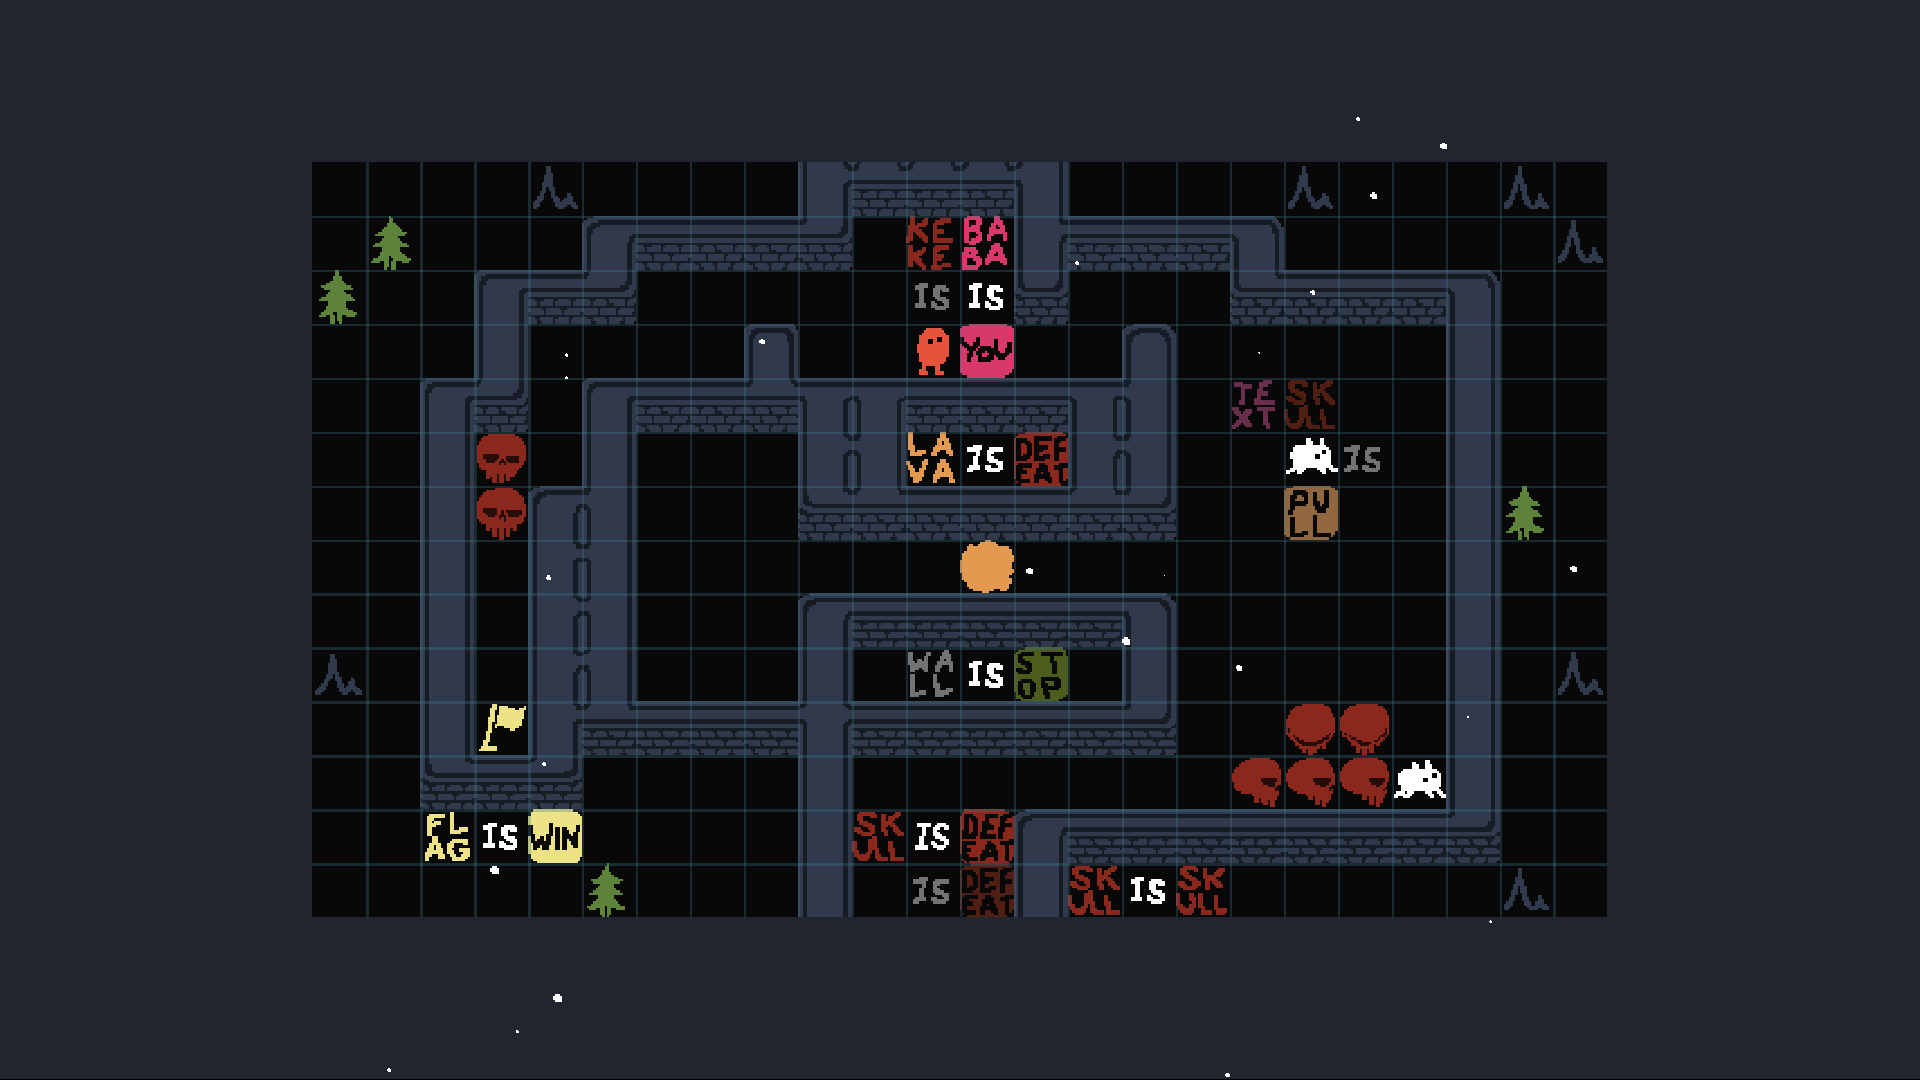 KEKE BABA
IS IS
YOU
TEXT SKULL
LAVA IS DEFEAT
IS
PULL
WALL IS STOP
FLAG IS WIN
SKULL IS DEFEAT
IS DEFEAT
SKULL IS SKULL